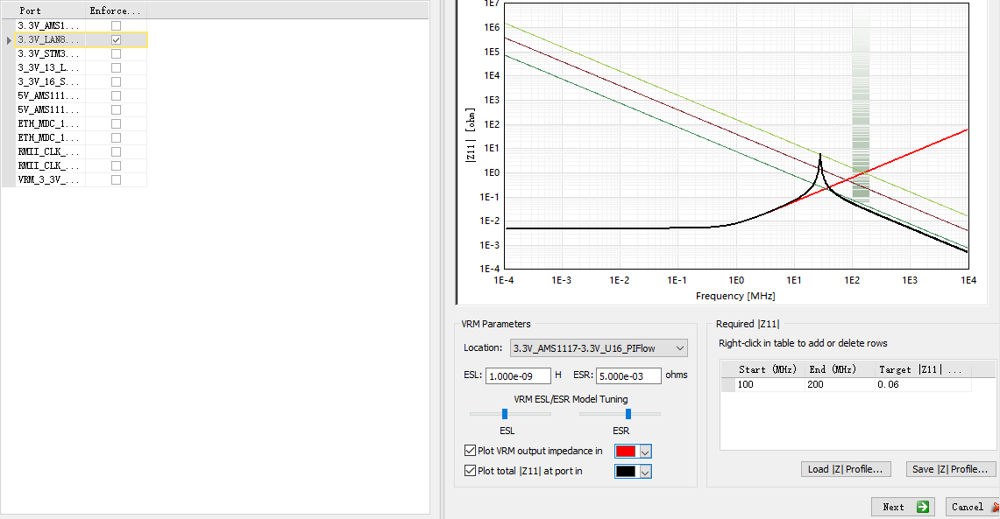 Port Enforce...
3.3V_AMS1...
3.3V_LAN8...
3.3V_STM3...
3_3V_13_L...
3_3V_16_S...
5V_AMS111...
5V_AMS111...
ETH_MDC_1...
ETH_MDC_1...
RMII_CLK_...
RMII_CLK_...
VRM_3_3V_...
1E7
1E6
1E5
1E4
1E3
1E2
1E1
1E0
1E-1
1E-2
1E-3
1E-4
|Z11| [ohm]
1E-4 1E-3 1E-2 1E-1 1E0 1E1 1E2 1E3 1E4
Frequency [MHz]
VRM Parameters
Location: 3.3V_AMS1117-3.3V_U16_PIFlow
ESL: 1.000e-09 H ESR: 5.000e-03 ohms
VRM ESL/ESR Model Tuning
ESL ESR
Plot VRM output impedance in
Plot total |Z11| at port in
Required |Z11|
Right-click in table to add or delete rows
Start (MHz) End (MHz) Target |Z11| ...
100 200 0.06
Load |Z| Profile... Save |Z| Profile...
Next Cancel